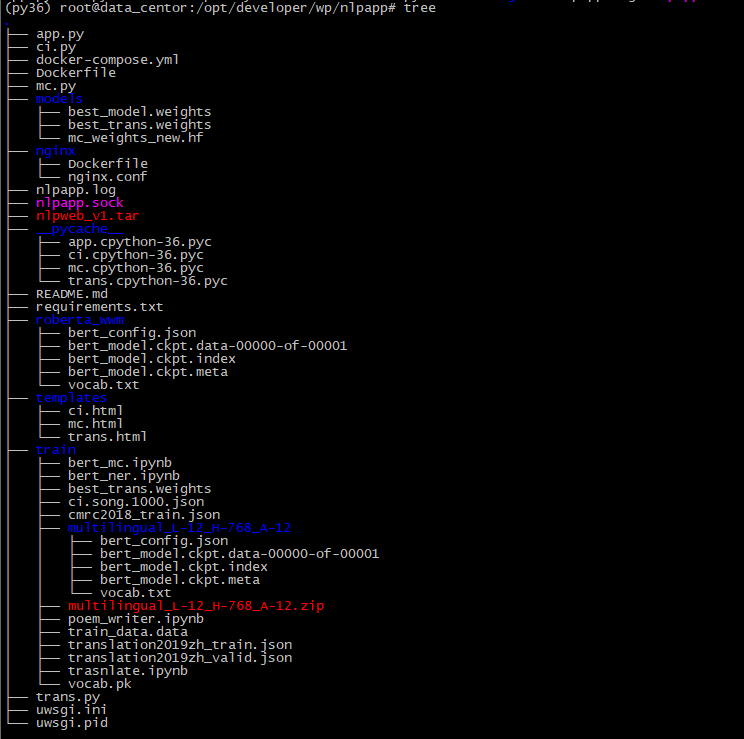 (py36) root@data_centor:/opt/developer/wp/nlpapp# tree
.
├── app.py
├── ci.py
├── docker-compose.yml
├── Dockerfile
├── mc.py
├── models
│   ├── best_model.weights
│   ├── best_trans.weights
│   └── mc_weights_new.hf
├── nginx
│   ├── Dockerfile
│   └── nginx.conf
├── nlpapp.log
├── nlpapp.sock
├── nlpweb_v1.tar
├── __pycache__
│   ├── app.cpython-36.pyc
│   ├── ci.cpython-36.pyc
│   ├── mc.cpython-36.pyc
│   └── trans.cpython-36.pyc
├── README.md
├── requirements.txt
├── roberta_wwm
│   ├── bert_config.json
│   ├── bert_model.ckpt.data-00000-of-00001
│   ├── bert_model.ckpt.index
│   ├── bert_model.ckpt.meta
│   └── vocab.txt
├── templates
│   ├── ci.html
│   ├── mc.html
│   └── trans.html
├── train
│   ├── bert_mc.ipynb
│   ├── bert_ner.ipynb
│   ├── best_trans.weights
│   ├── ci.song.1000.json
│   ├── cmrc2018_train.json
│   ├── multilingual_L-12_H-768_A-12
│   │   ├── bert_config.json
│   │   ├── bert_model.ckpt.data-00000-of-00001
│   │   ├── bert_model.ckpt.index
│   │   ├── bert_model.ckpt.meta
│   │   └── vocab.txt
│   ├── multilingual_L-12_H-768_A-12.zip
│   ├── poem_writer.ipynb
│   ├── train_data.data
│   ├── translation2019zh_train.json
│   ├── translation2019zh_valid.json
│   ├── trasnlate.ipynb
│   └── vocab.pk
├── trans.py
├── uwsgi.ini
└── uwsgi.pid